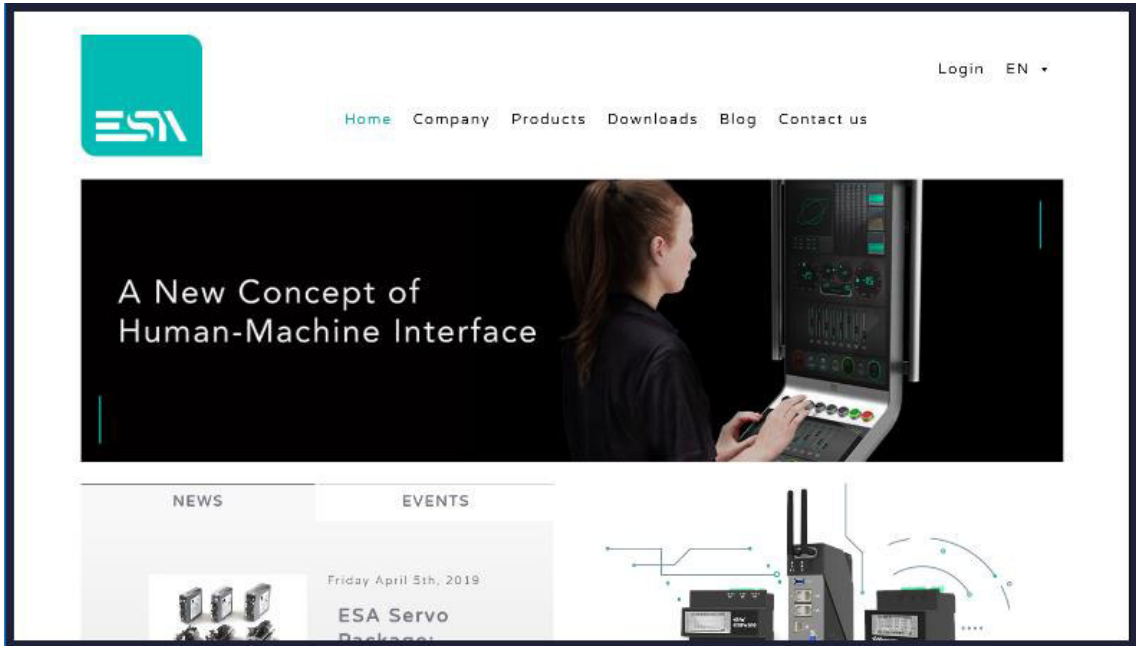 Login EN
ESA
Home Company Products Downloads Blog Contact us
A New Concept of
Human-Machine Interface
NEWS EVENTS
Friday April 5th, 2019
ESA Servo
Package: